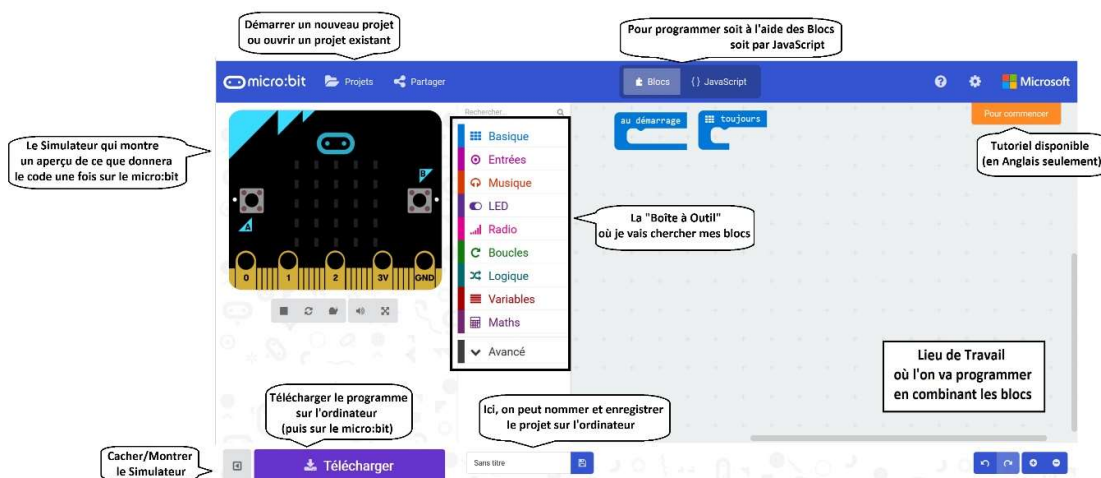 Démarrer un nouveau projet
ou ouvrir un projet existant
Pour programmer soit à l'aide des Blocs
soit par JavaScript
micro:bit
Projets
Partager
Blocs
{} JavaScript
Microsoft
Le Simulateur qui montre
un aperçu de ce que donnera
le code une fois sur le micro:bit
A
B
0
1
2
3V
GND
Rechercher...
Basique
Entrées
Musique
LED
Radio
Boucles
Logique
Variables
Maths
Avancé
au démarrage
toujours
Pour commencer
Tutoriel disponible
(en Anglais seulement)
La "Boîte à Outil"
où je vais chercher mes blocs
Lieu de Travail
où l'on va programmer
en combinant les blocs
Télécharger le programme
sur l'ordinateur
(puis sur le micro:bit)
Ici, on peut nommer et enregistrer
le projet sur l'ordinateur
Cacher/Montrer
le Simulateur
Télécharger
Sans titre